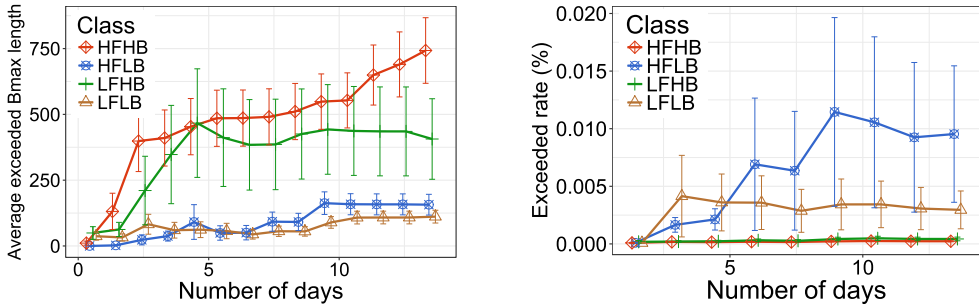 Average exceeded Bmax length
750
500
250
0
Class
HFHB
HFLB
LFHB
LFLB
0
5
10
Number of days
Exceeded rate (%)
0.020
0.015
0.010
0.005
0.000
Class
HFHB
HFLB
LFHB
LFLB
5
10
Number of days